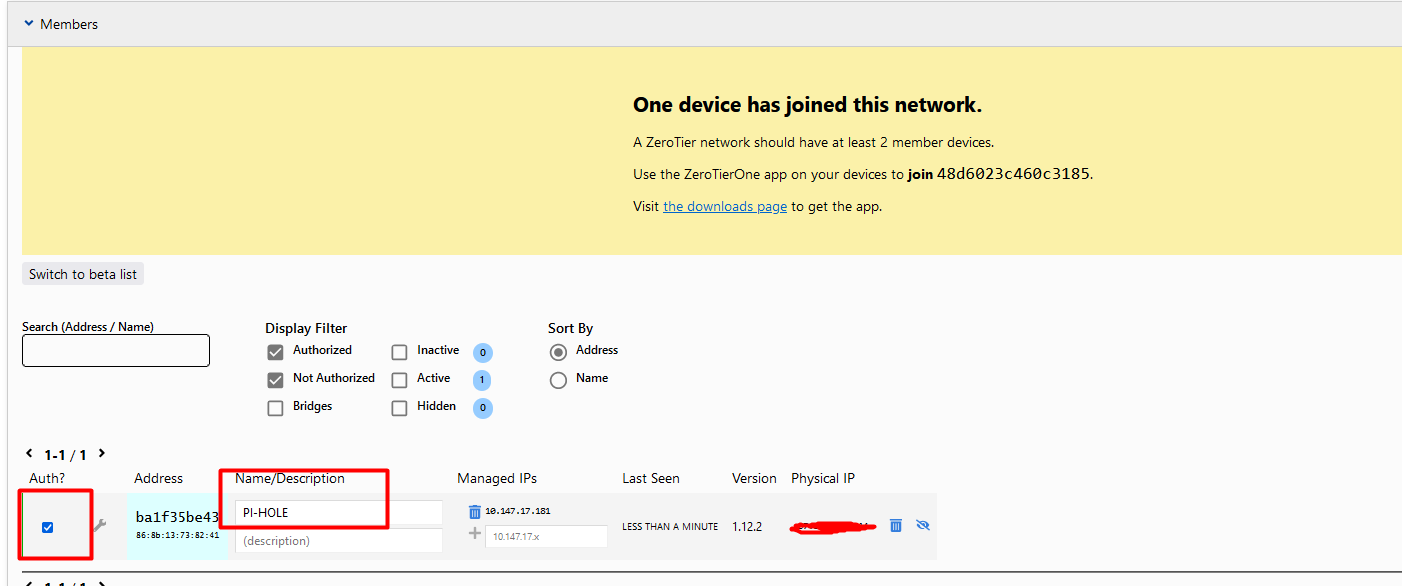 Members
One device has joined this network.
A ZeroTier network should have at least 2 member devices.
Use the ZeroTierOne app on your devices to join 48d6023c460c3185.
Visit the downloads page to get the app.
Switch to beta list
Search (Address / Name)
Display Filter
Sort By
Authorized
Inactive
0
Address
Not Authorized
Active
1
Name
Bridges
Hidden
0
1-1 / 1
Auth?
Address
Name/Description
Managed IPs
Last Seen
Version
Physical IP
ba1f35be43
86:8b:13:73:82:41
PI-HOLE
(description)
10.147.17.181
10.147.17.x
LESS THAN A MINUTE
1.12.2